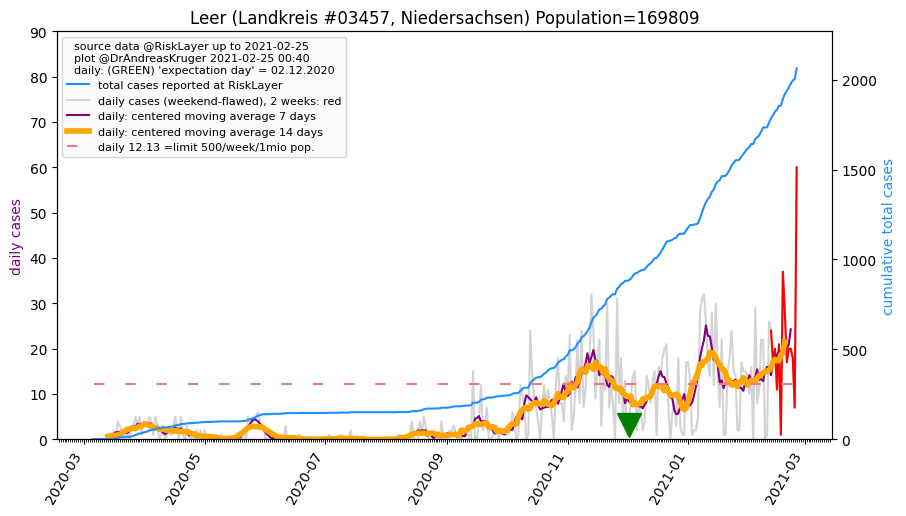 Leer (Landkreis #03457, Niedersachsen) Population=169809
source data @RiskLayer up to 2021-02-25
plot @DrAndreasKruger 2021-02-25 00:40
daily: (GREEN) 'expectation day' = 02.12.2020
total cases reported at RiskLayer
daily cases (weekend-flawed), 2 weeks: red
daily: centered moving average 7 days
daily: centered moving average 14 days
daily 12.13 =limit 500/week/1mio pop.
daily cases
90
80
70
60
50
40
30
20
10
0
cumulative total cases
2000
1500
1000
500
0
2020-03
2020-05
2020-07
2020-09
2020-11
2021-01
2021-03